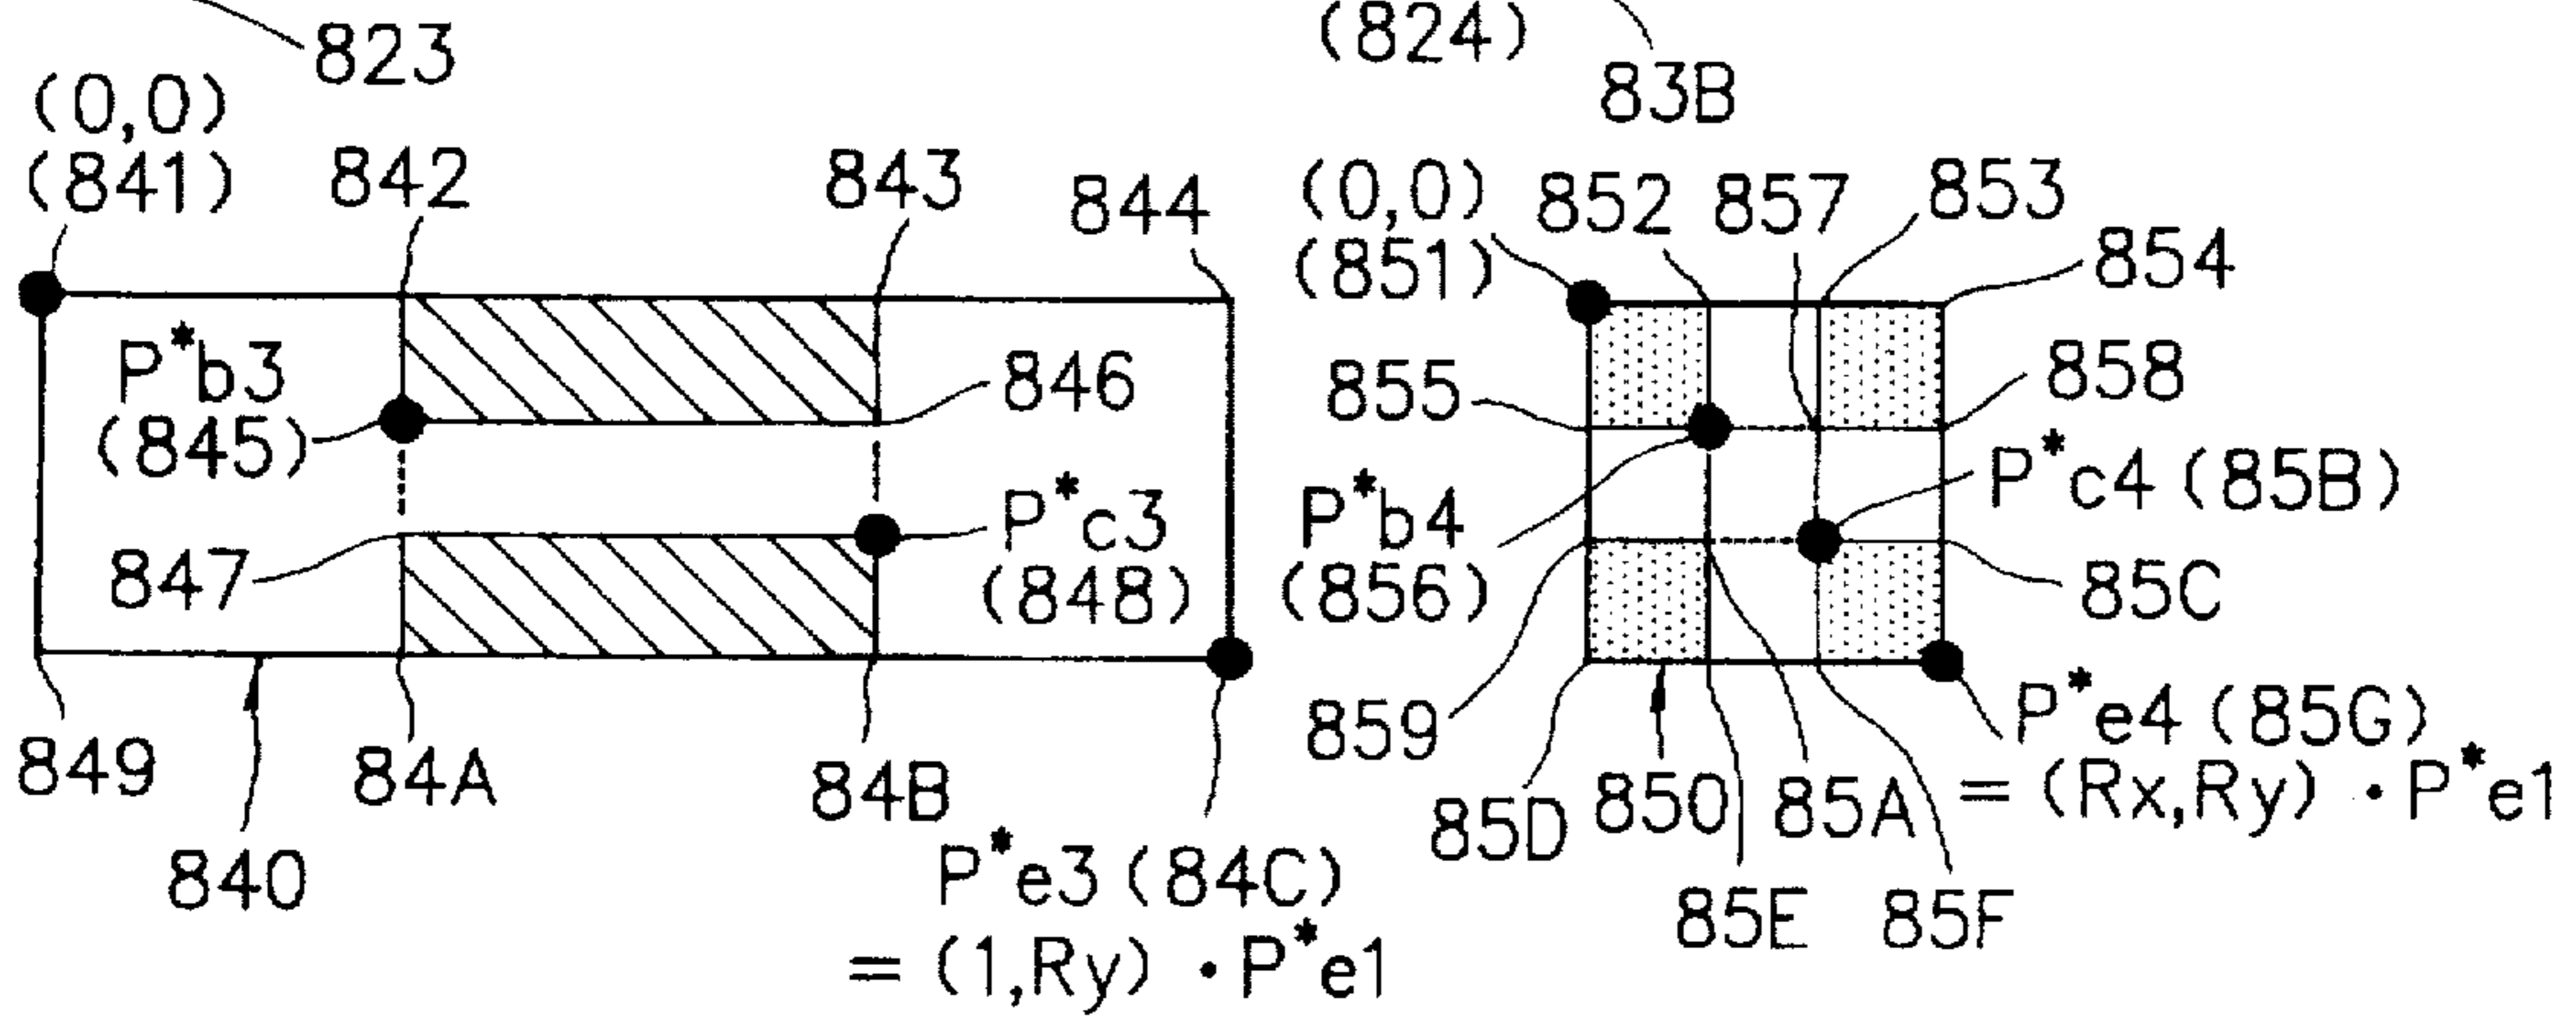 823
(824)
83B
(0,0)
(841)
842
843
844
(0,0)
(851)
852
857
853
854
P*b3
(845)
846
855
858
P*c3
(848)
P*b4
(856)
P*c4 (85B)
847
85C
849
84A
84B
859
P*e4 (85G)
= (Rx,Ry) · P*e1
840
85D
850
85A
P*e3 (84C)
= (1,Ry) · P*e1
85E
85F